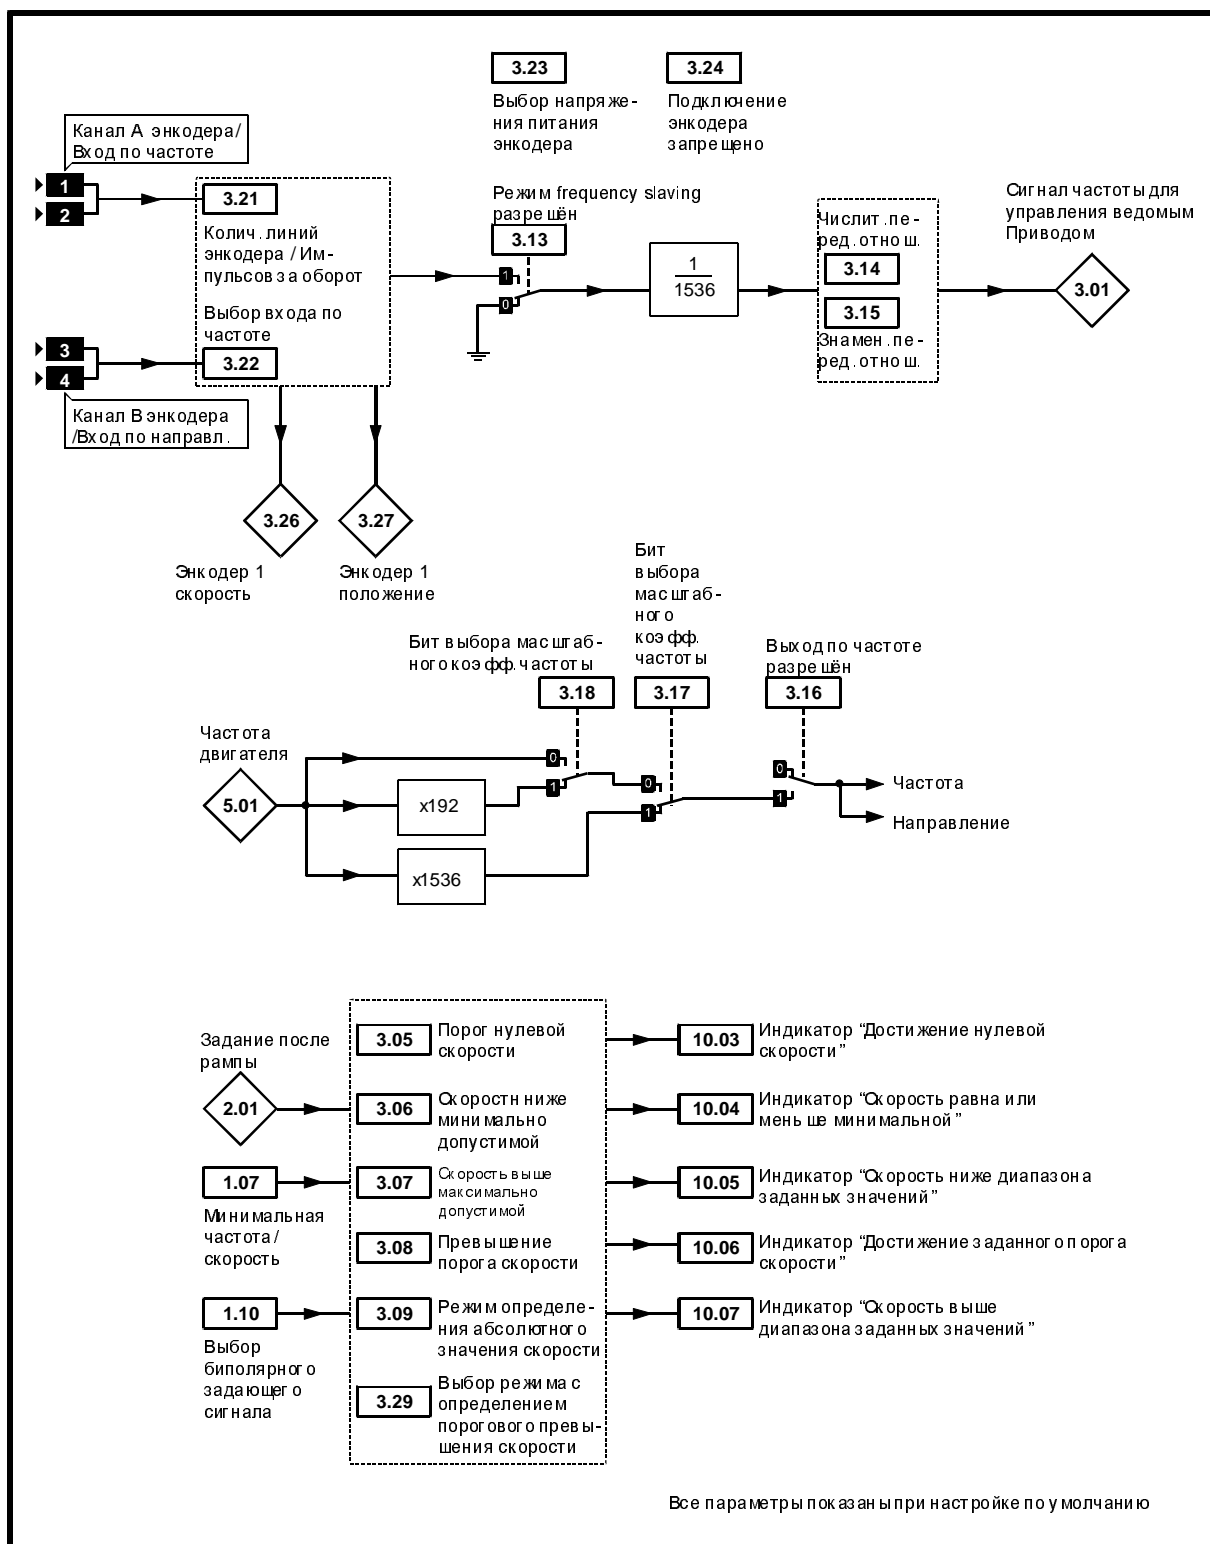 3.23
3.24
Выбор напряже-
ния питания
энкодера
Подключение
энкодера
запрещено
Канал А энкодера/
Вход по частоте
1
2
3.21
Колич. линий
энкодера / Им-
пульсов за оборот
Выбор входа по
частоте
3.22
3
4
Канал В энкодера
/Вход по направл.
Режим frequency slaving
разрешён
3.13
1
0
1
1536
Числит. пе-
ред. отнош.
3.14
3.15
Знамен. пе-
ред. отнош.
Сигнал частоты для
управления ведомым
Приводом
3.01
3.26
3.27
Энкодер 1
скорость
Энкодер 1
положение
Бит
выбора
масштаб-
ного
коэфф.
частоты
Бит выбора масштаб-
ного коэфф. частоты
Выход по частоте
разрешён
3.18
3.17
3.16
Частота
двигателя
5.01
0
1
x192
x1536
0
1
0
1
Частота
Направление
Задание после
рампы
2.01
1.07
Минимальная
частота/
скорость
1.10
Выбор
биполярного
задающего
сигнала
3.05
Порог нулевой
скорости
3.06
Скоростн ниже
минимально
допустимой
3.07
Скорость выше
максимально
допустимой
3.08
Превышение
порога скорости
3.09
Режим определе-
ния абсолютного
значения скорости
3.29
Выбор режима с
определением
порогового превы-
шения скорости
10.03
Индикатор “Достижение нулевой
скорости”
10.04
Индикатор “Скорость равна или
меньше минимальной”
10.05
Индикатор “Скорость ниже диапазона
заданных значений”
10.06
Индикатор “Достижение заданного порога
скорости”
10.07
Индикатор “Скорость выше
диапазона заданных значений”
Все параметры показаны при настройке по умолчанию